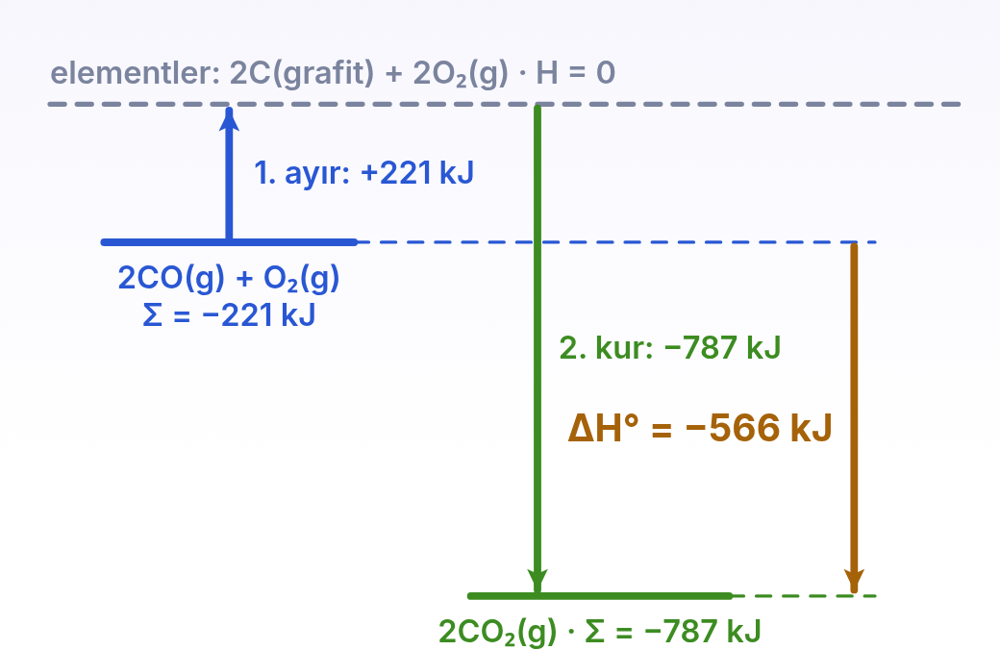 elementler: 2C(grafit) + 2O₂(g) · H = 0
1. ayır: +221 kJ
2CO(g) + O₂(g)
Σ = −221 kJ
2. kur: −787 kJ
ΔH° = −566 kJ
2CO₂(g) · Σ = −787 kJ